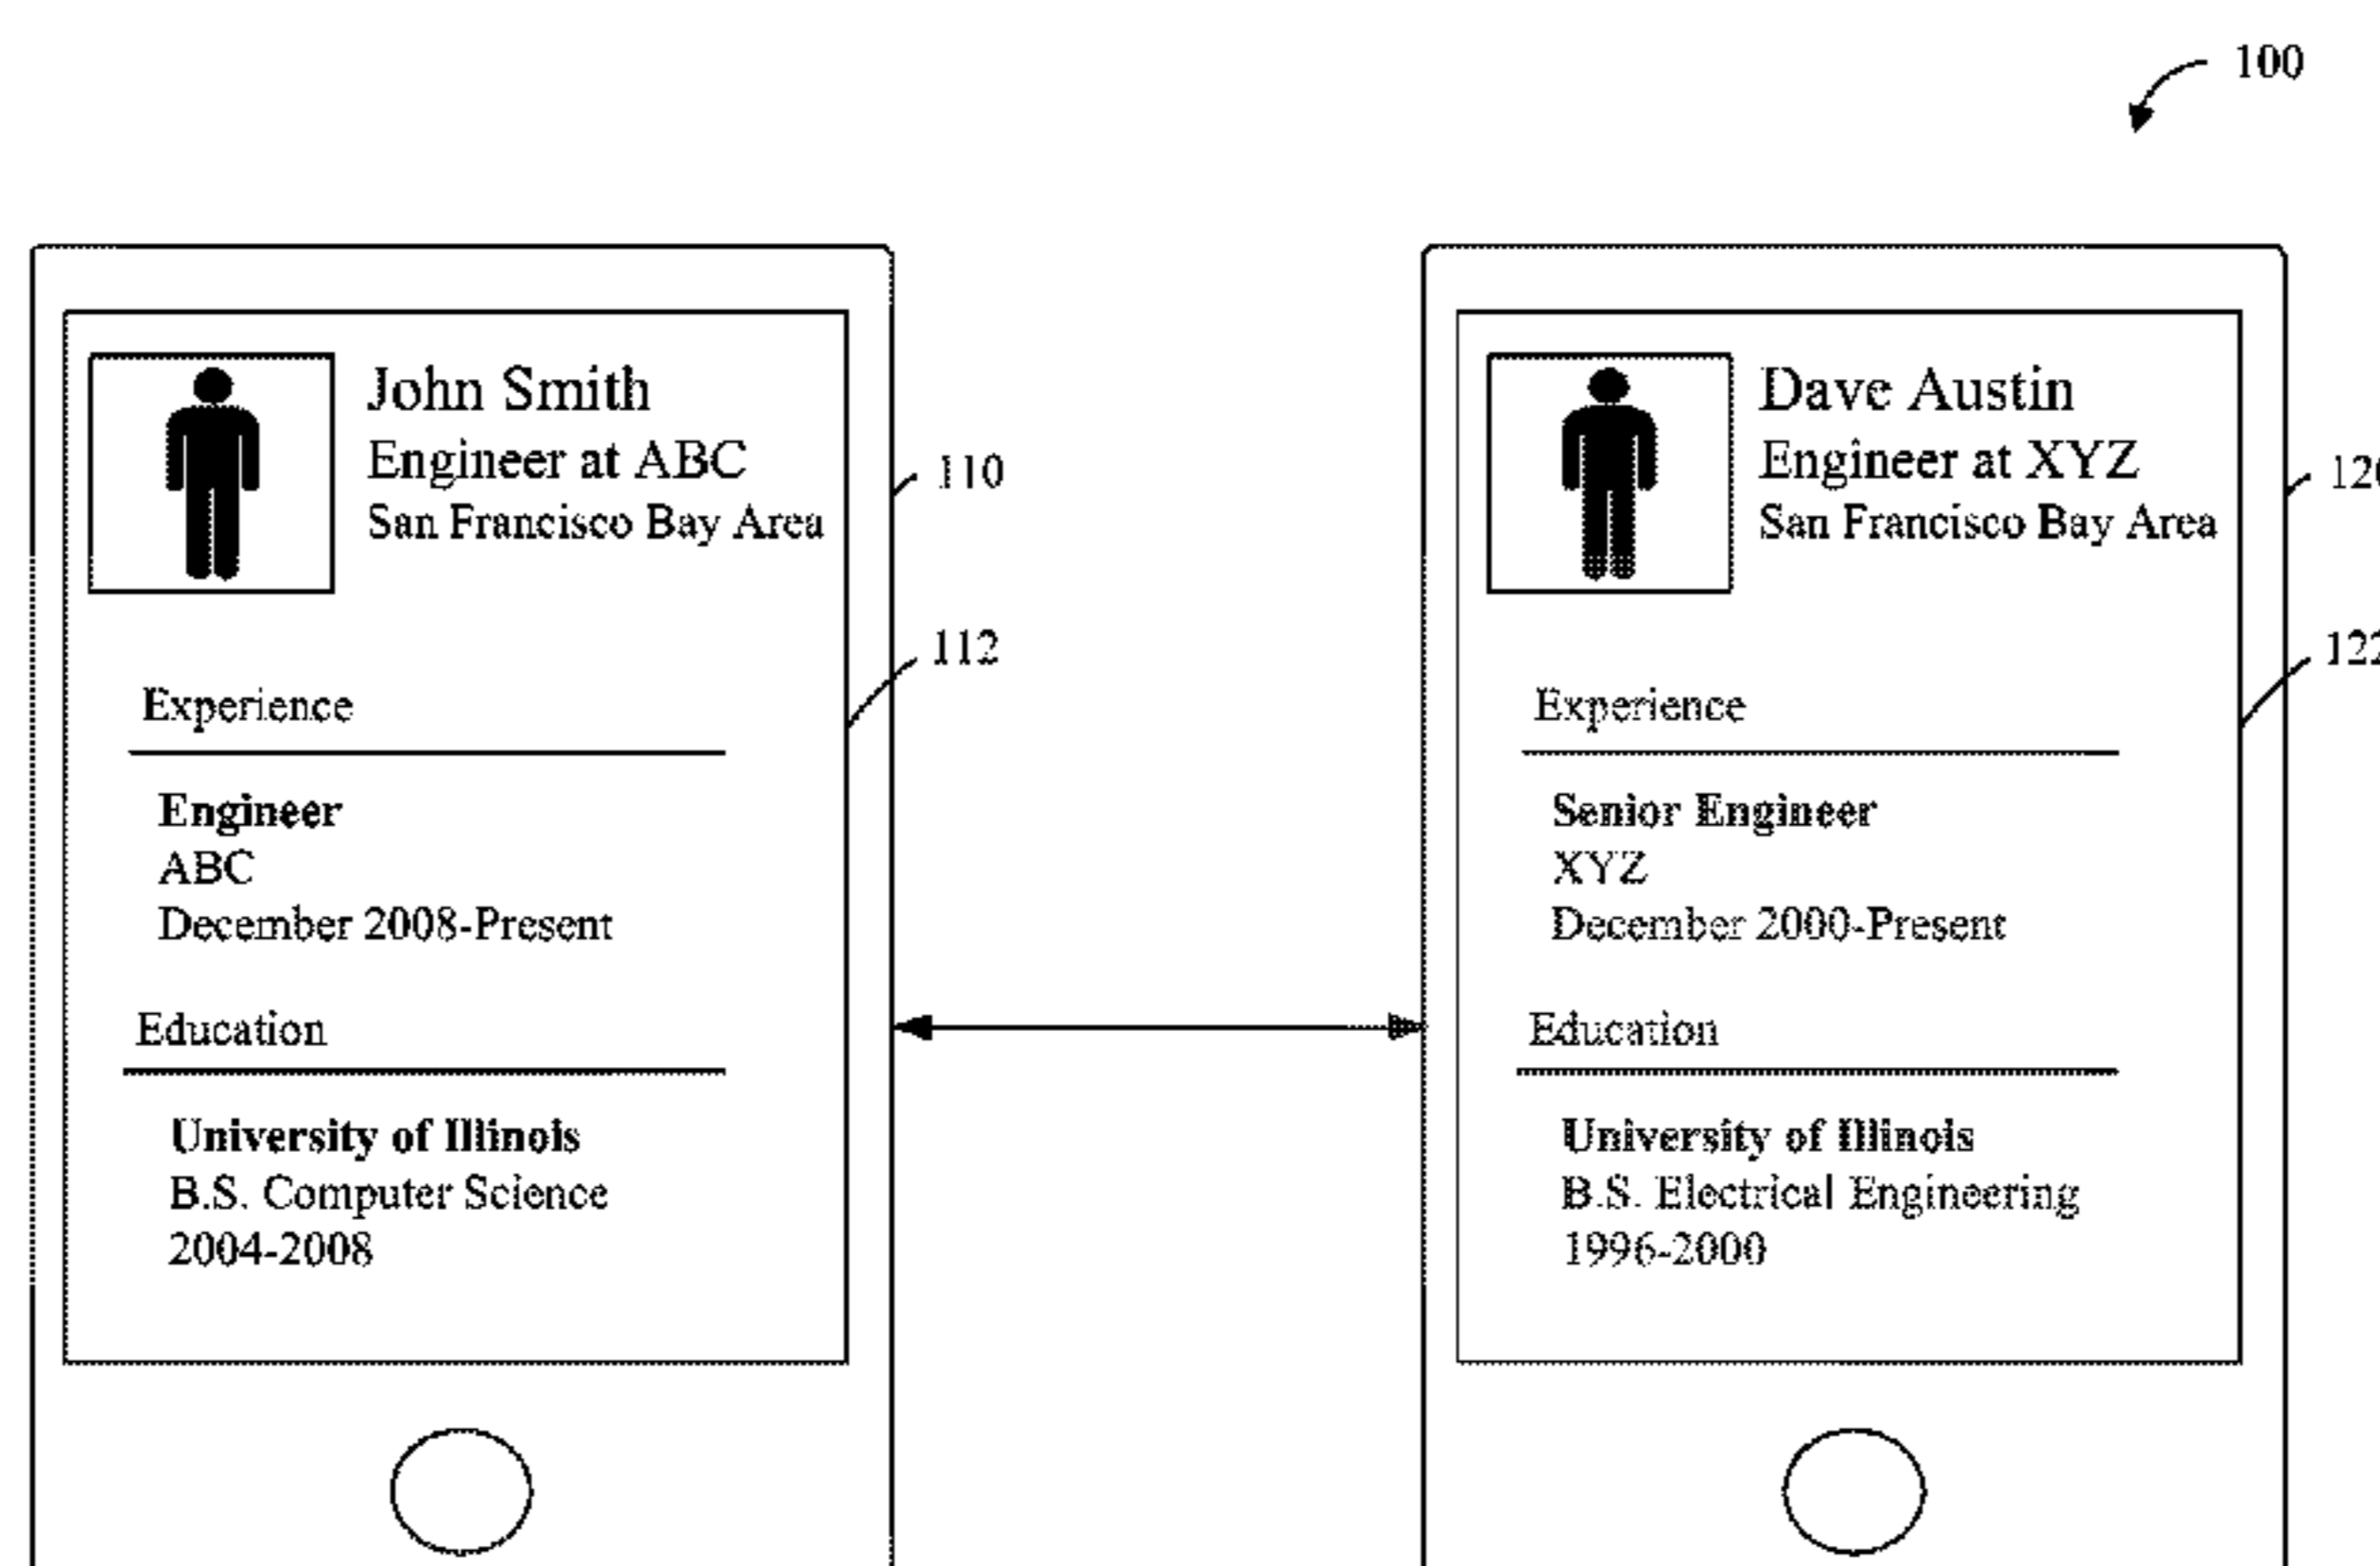 100
John Smith
Engineer at ABC
San Francisco Bay Area
110
112
Experience
Engineer
ABC
December 2008-Present
Education
University of Illinois
B.S. Computer Science
2004-2008
Dave Austin
Engineer at XYZ
San Francisco Bay Area
120
122
Experience
Senior Engineer
XYZ
December 2000-Present
Education
University of Illinois
B.S. Electrical Engineering
1996-2000